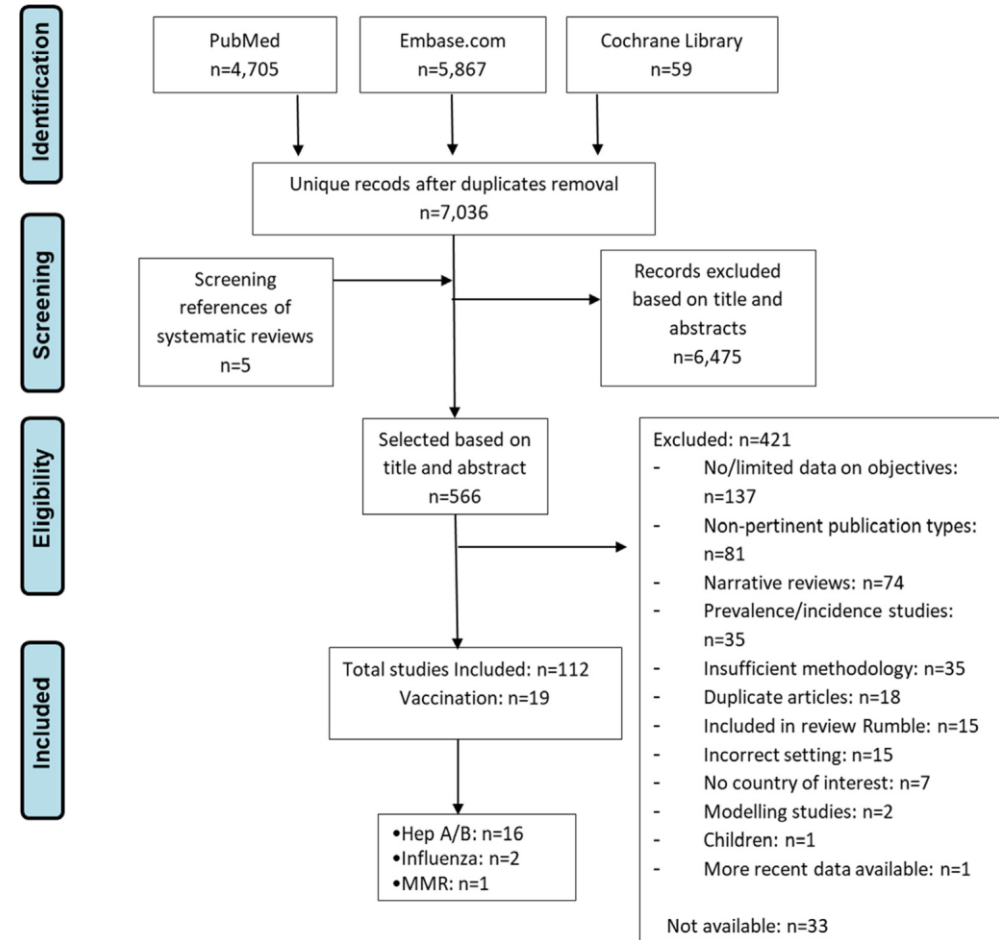 Identification
PubMed
n=4,705
Embase.com
n=5,867
Cochrane Library
n=59
Unique recods after duplicates removal
n=7,036
Screening
Screening
references of
systematic reviews
n=5
Records excluded
based on title and
abstracts
n=6,475
Eligibility
Selected based on
title and abstract
n=566
Excluded: n=421
- No/limited data on objectives:
n=137
- Non-pertinent publication types:
n=81
- Narrative reviews: n=74
- Prevalence/incidence studies:
n=35
- Insufficient methodology: n=35
- Duplicate articles: n=18
- Included in review Rumble: n=15
- Incorrect setting: n=15
- No country of interest: n=7
- Modelling studies: n=2
- Children: n=1
- More recent data available: n=1
Not available: n=33
Included
Total studies Included: n=112
Vaccination: n=19
•Hep A/B: n=16
•Influenza: n=2
•MMR: n=1